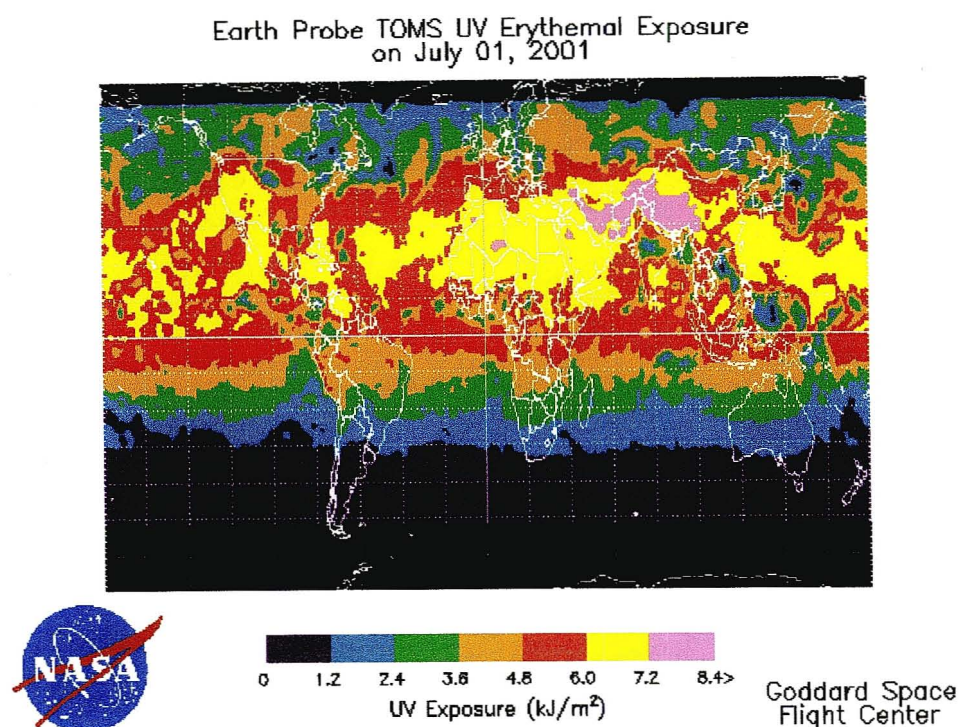 Earth Probe TOMS UV Erythemal Exposure
on July 01, 2001
NASA
0 1.2 2.4 3.6 4.8 6.0 7.2 8.4>
UV Exposure (kJ/m²)
Goddard Space
Flight Center